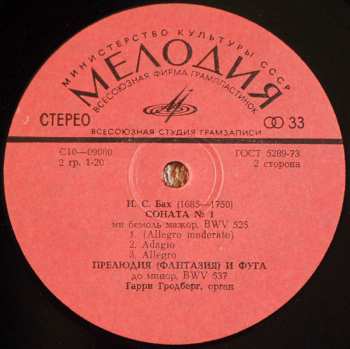 МИНИСТЕРСТВО КУЛЬТУРЫ СССР
МЕЛОДИЯ
ВСЕСОЮЗНАЯ ФИРМА ГРАМПЛАСТИНОК
СТЕРЕО
33
ВСЕСОЮЗНАЯ СТУДИЯ ГРАМЗАПИСИ
С10—09000
ГОСТ 5289-73
2 гр. 1-20
2 сторона
И. С. Бах (1685—1750)
СОНАТА № 1
ми бемоль мажор, BWV 525
1. (Allegro moderato)
2. Adagio
3. Allegro
ПРЕЛЮДИЯ (ФАНТАЗИЯ) И ФУГА
до минор, BWV 537
Гарри Гродберг, орган